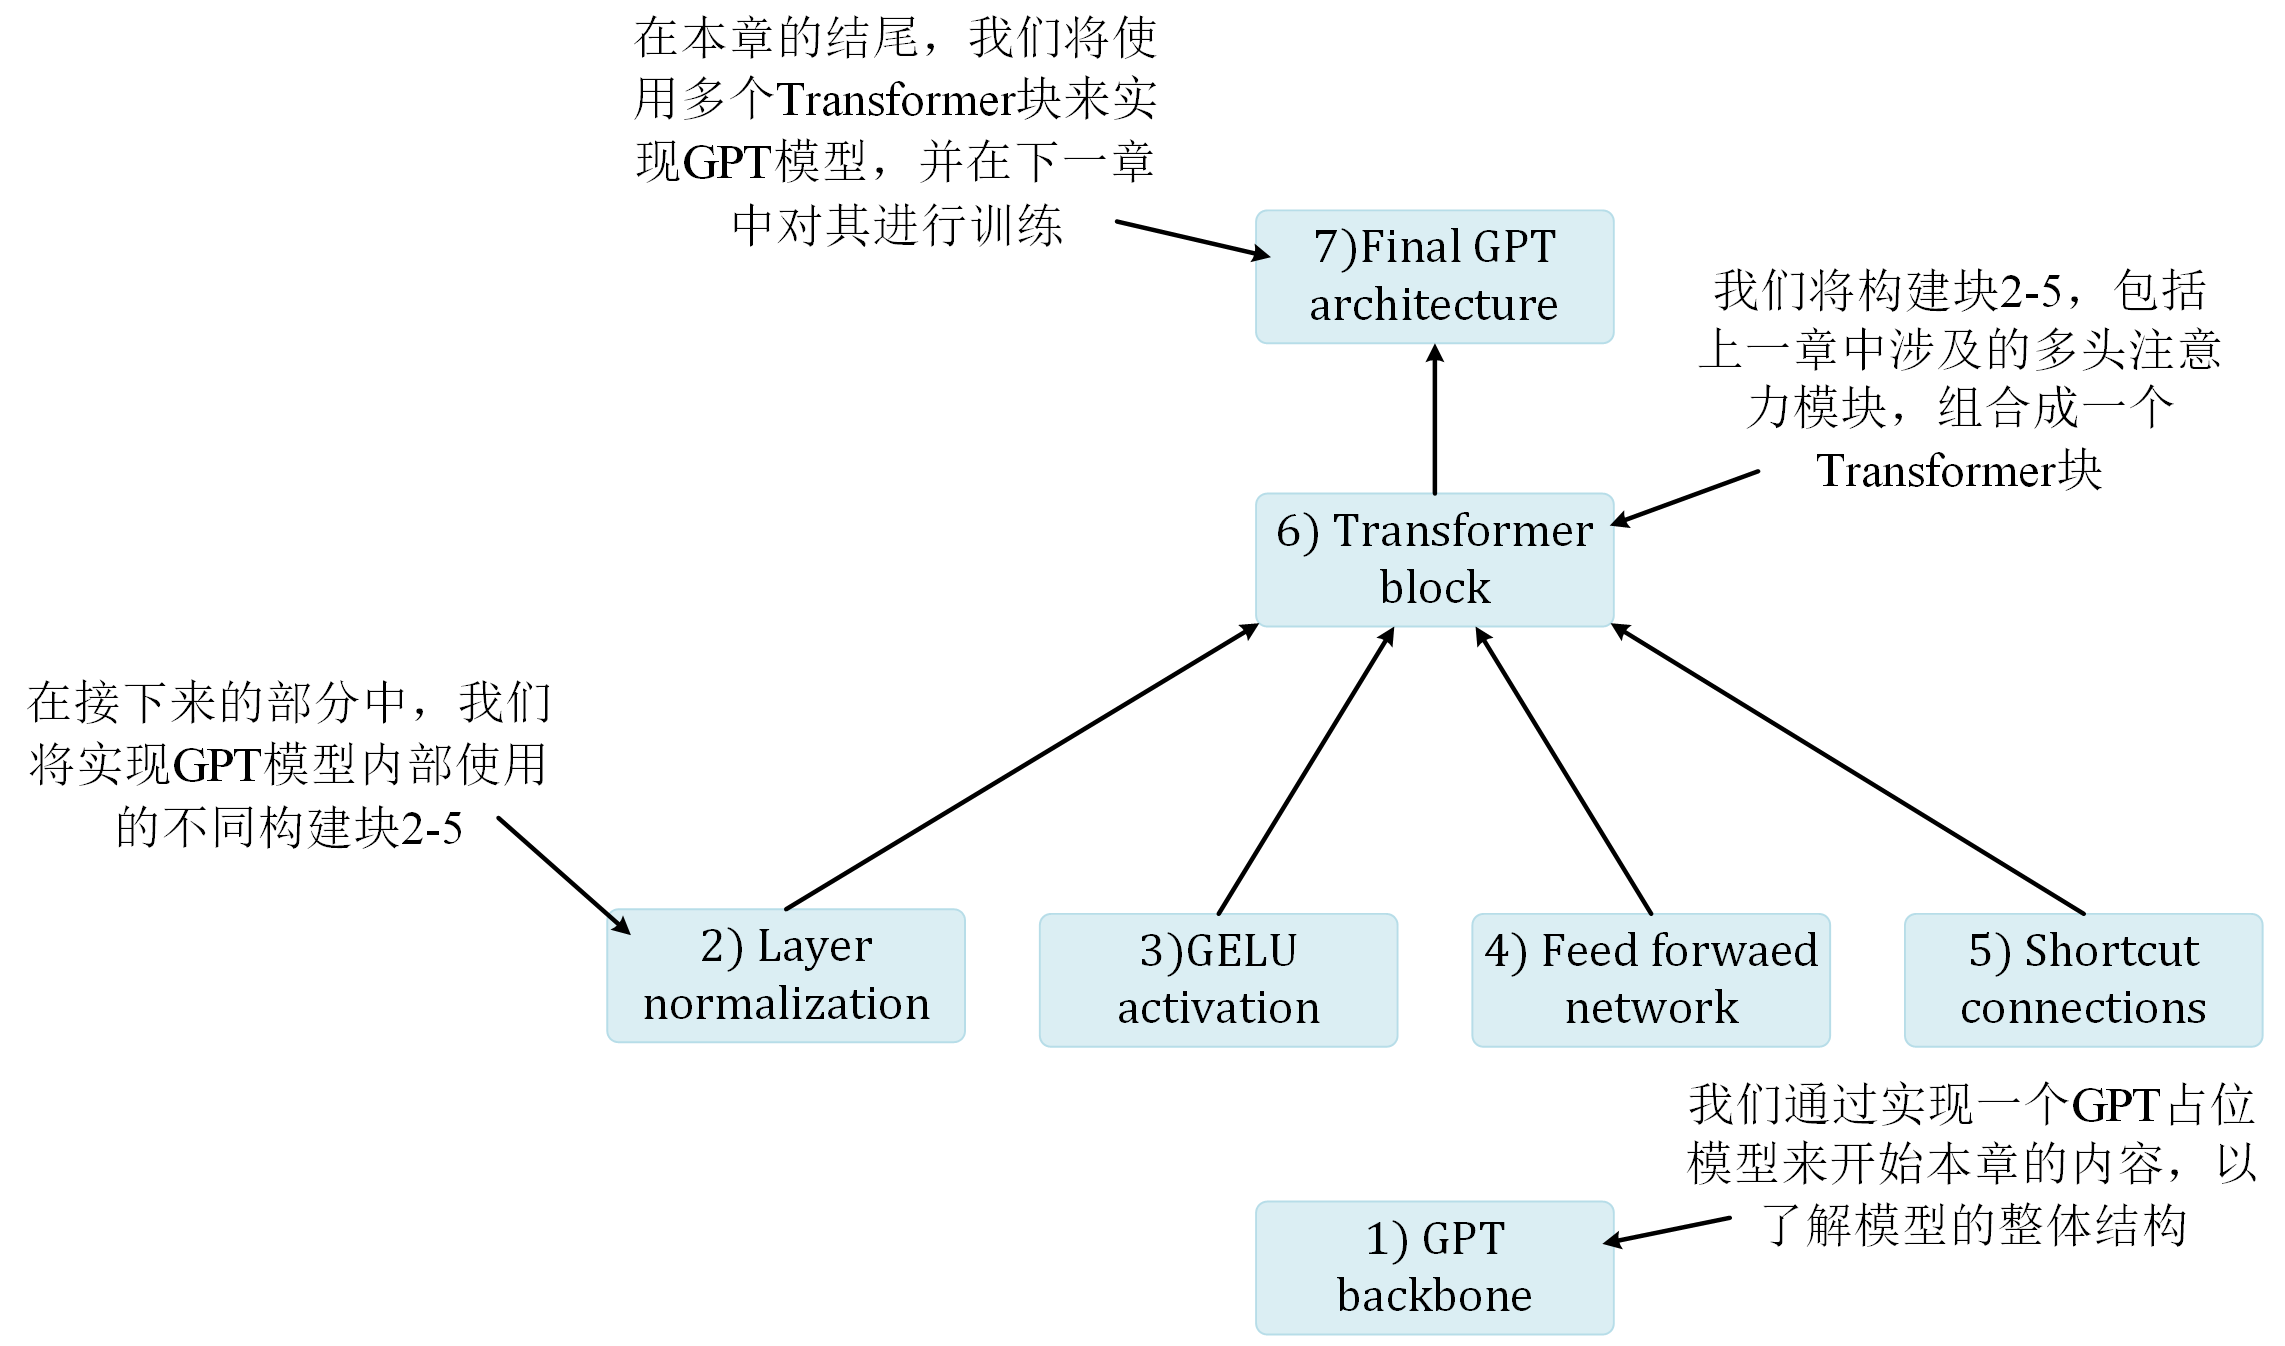 在本章的结尾，我们将使
用多个Transformer块来实
现GPT模型，并在下一章
中对其进行训练
7)Final GPT
architecture
我们将构建块2-5，包括
上一章中涉及的多头注意
力模块，组合成一个
Transformer块
6) Transformer
block
在接下来的部分中，我们
将实现GPT模型内部使用
的不同构建块2-5
2) Layer
normalization
3)GELU
activation
4) Feed forwaed
network
5) Shortcut
connections
我们通过实现一个GPT占位
模型来开始本章的内容，以
了解模型的整体结构
1) GPT
backbone